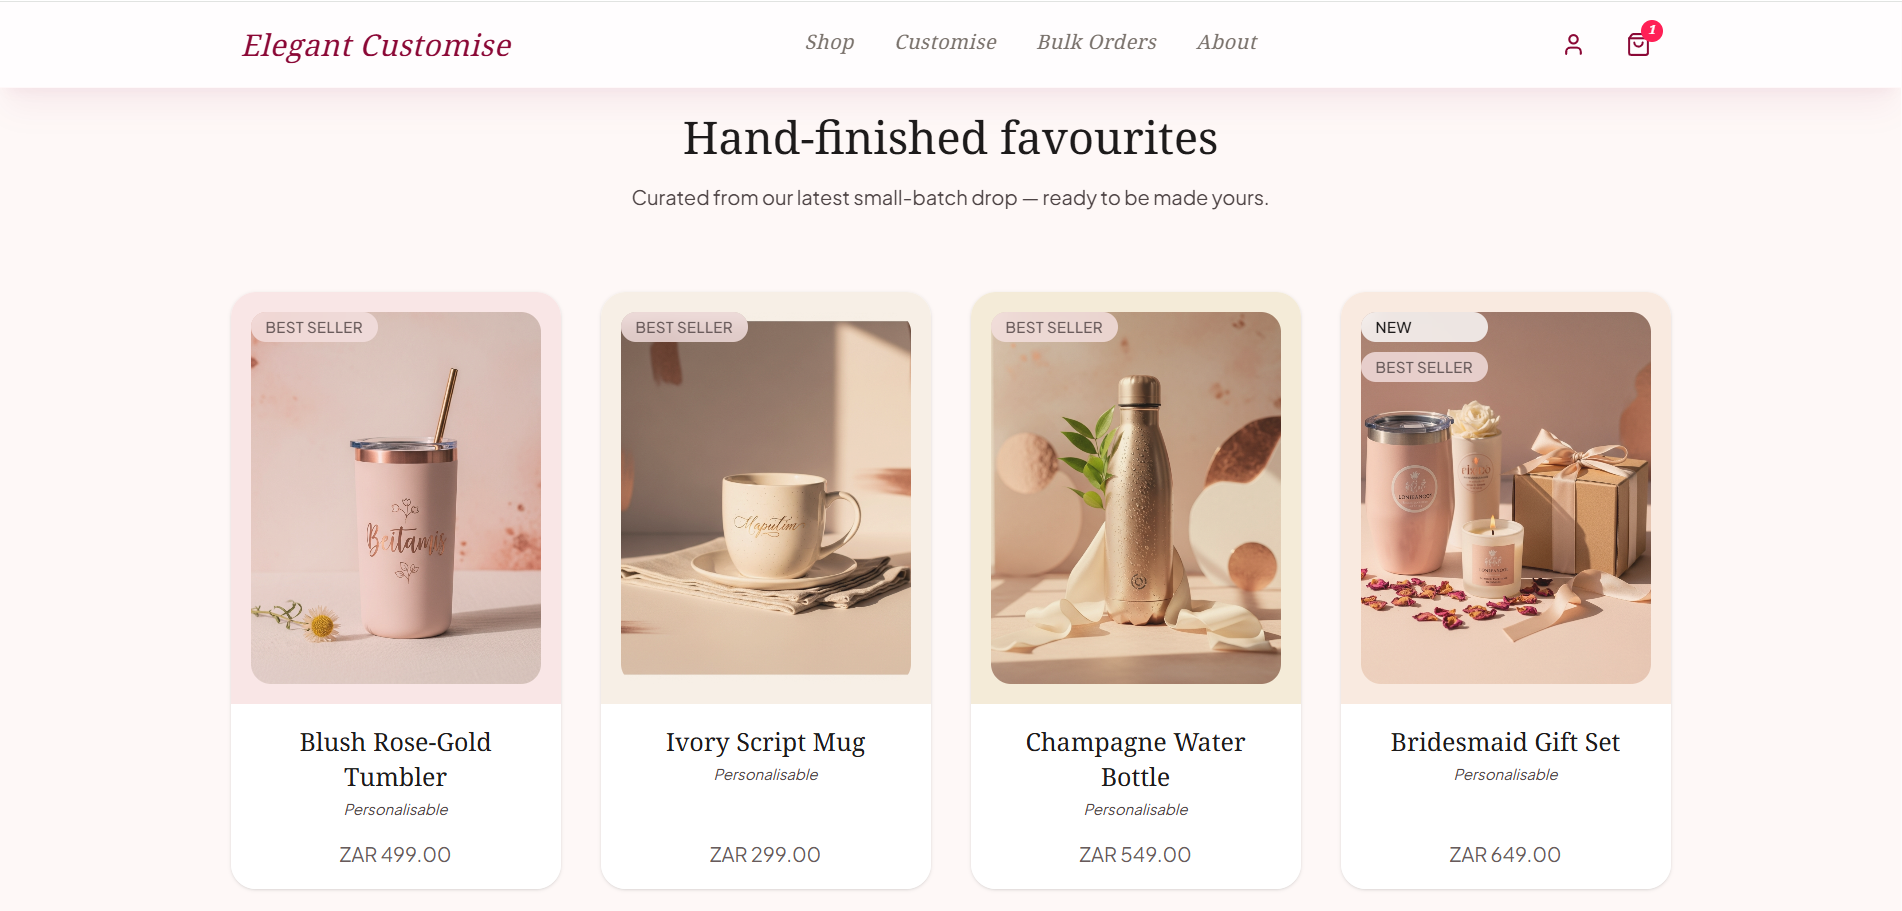 Elegant Customise
Shop
Customise
Bulk Orders
About
1
Hand-finished favourites
Curated from our latest small-batch drop — ready to be made yours.
BEST SELLER
Beitamis
Blush Rose-Gold
Tumbler
Personalisable
ZAR 499.00
BEST SELLER
Ivory Script Mug
Personalisable
ZAR 299.00
BEST SELLER
Champagne Water
Bottle
Personalisable
ZAR 549.00
NEW
BEST SELLER
Bridesmaid Gift Set
Personalisable
ZAR 649.00